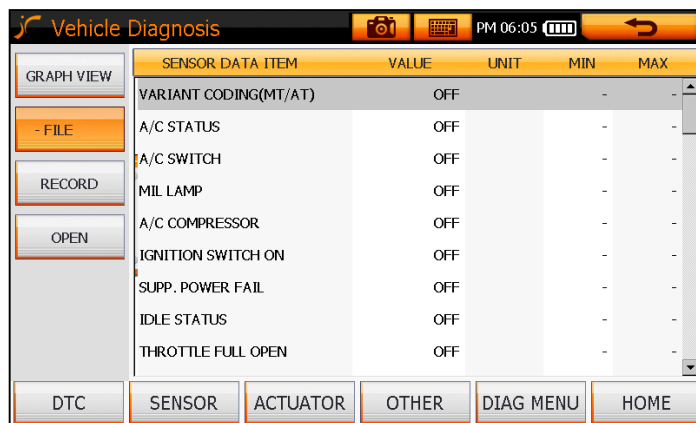 Vehicle Diagnosis PM 06:05
GRAPH VIEW
- FILE
RECORD
OPEN
SENSOR DATA ITEM VALUE UNIT MIN MAX
VARIANT CODING(MT/AT) OFF - -
A/C STATUS OFF - -
A/C SWITCH OFF - -
MIL LAMP OFF - -
A/C COMPRESSOR OFF - -
IGNITION SWITCH ON OFF - -
SUPP. POWER FAIL OFF - -
IDLE STATUS OFF - -
THROTTLE FULL OPEN OFF - -
DTC SENSOR ACTUATOR OTHER DIAG MENU HOME